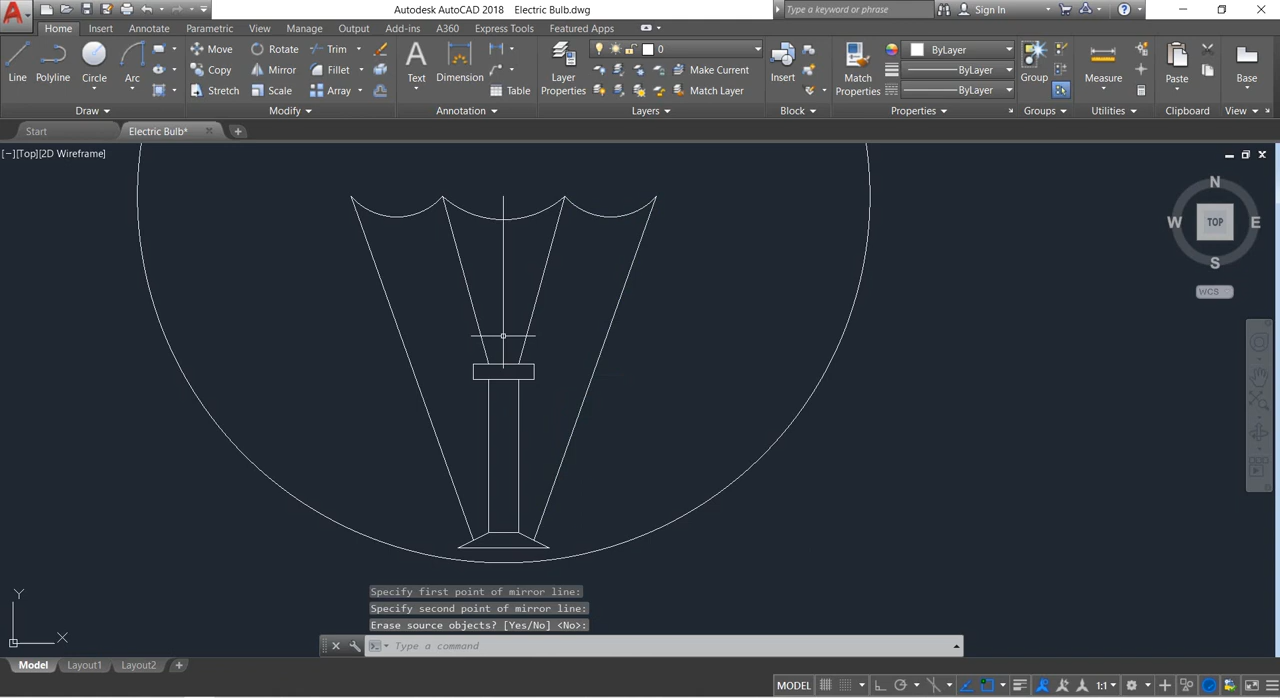 Autodesk AutoCAD 2018 Electric Bulb.dwg
Type a keyword or phrase
Sign In
Home Insert Annotate Parametric View Manage Output Add-ins A360 Express Tools Featured Apps
Line Polyline Circle Arc
Move Rotate Trim
Copy Mirror Fillet
Stretch Scale Array
Text Dimension Table
Layer Properties
0
Make Current
Match Layer
Insert
Match Properties
ByLayer
ByLayer
ByLayer
Group Measure Paste Base
Draw Modify Annotation Layers Block Properties Groups Utilities Clipboard View
Start Electric Bulb*
[−][Top][2D Wireframe]
N
W TOP E
S
WCS
Specify first point of mirror line:
Specify second point of mirror line:
Erase source objects? [Yes/No] <No>:
Y
X
Type a command
Model Layout1 Layout2
MODEL 1:1